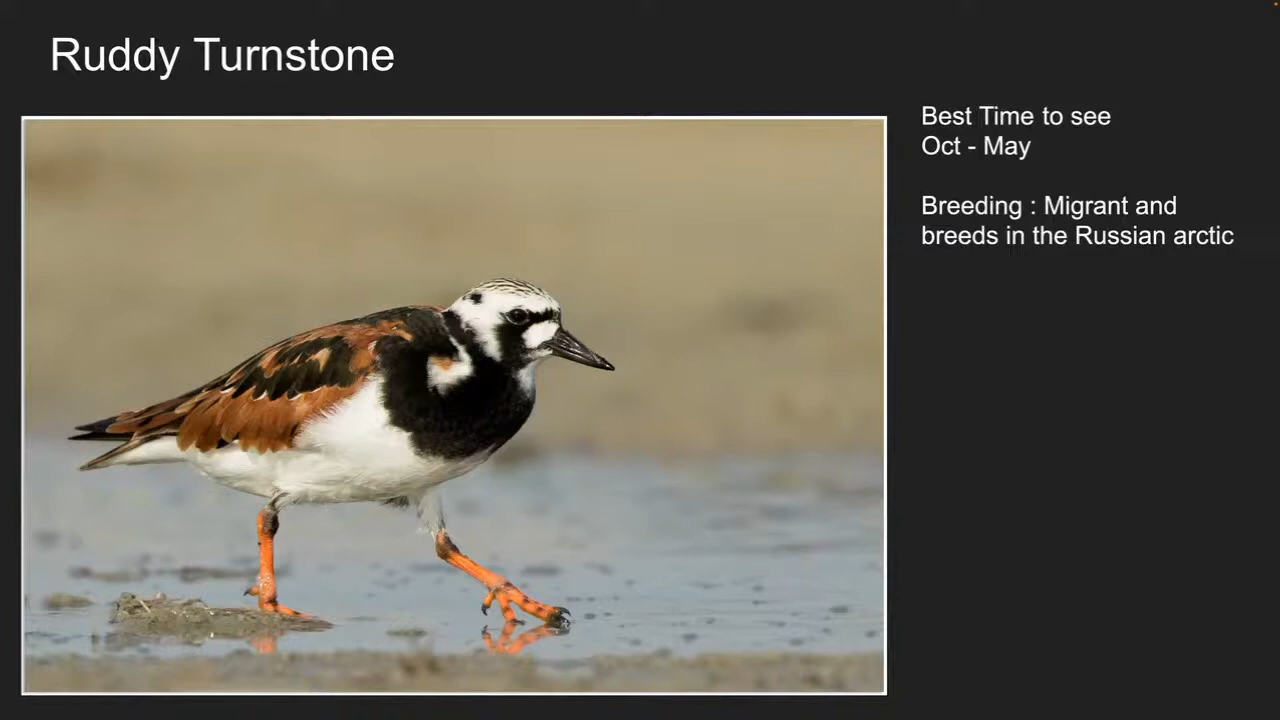 Ruddy Turnstone
Best Time to see
Oct - May
Breeding : Migrant and
breeds in the Russian arctic